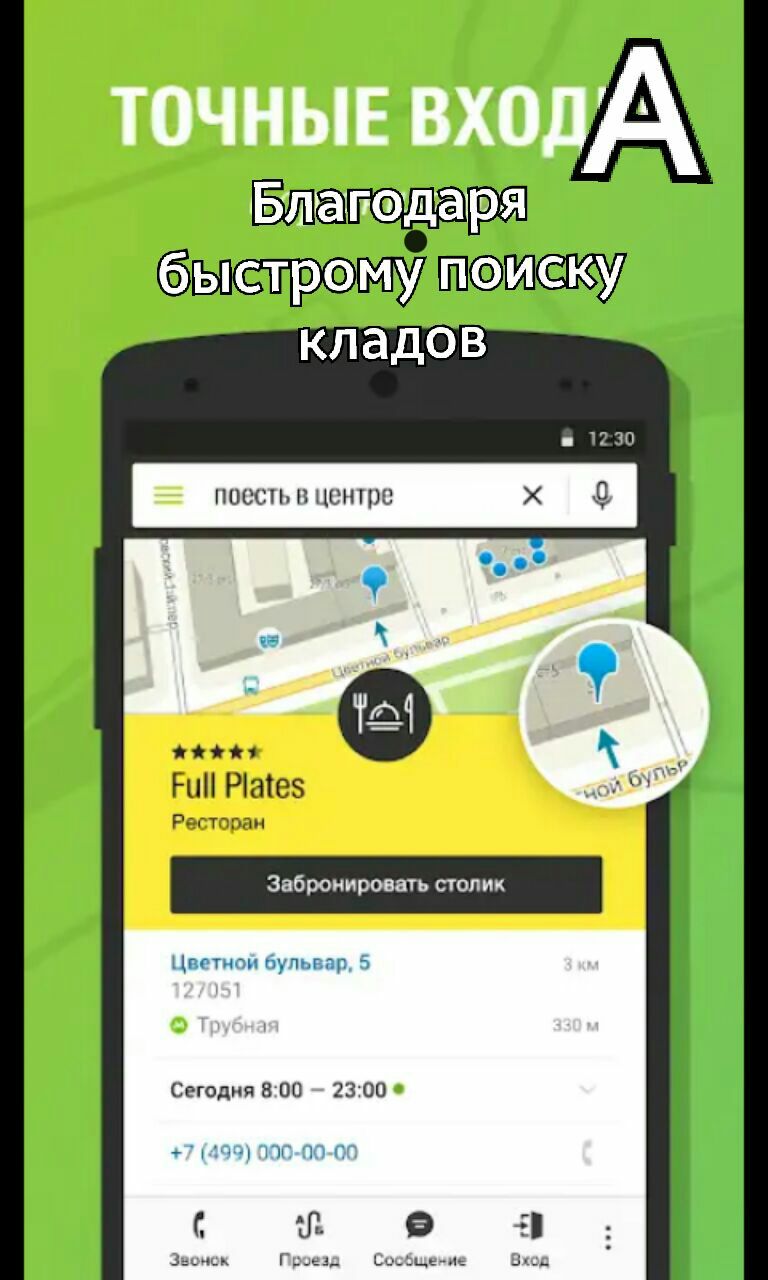 ТОЧНЫЕ ВХОД
А
Благодаря
быстрому поиску
кладов
12:30
поесть в центре
Цветной бульвар
Full Plates
Ресторан
Забронировать столик
Цветной бульвар, 5
3 км
127051
Трубная
330 м
Сегодня 8:00 – 23:00
+7 (499) 000-00-00
Звонок
Проезд
Сообщение
Вход